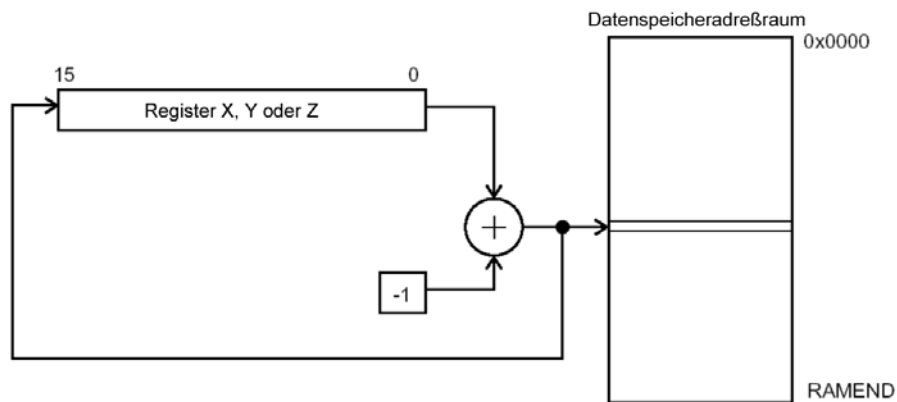 Datenspeicheradreßraum
0x0000
15
0
Register X, Y oder Z
+
-1
RAMEND